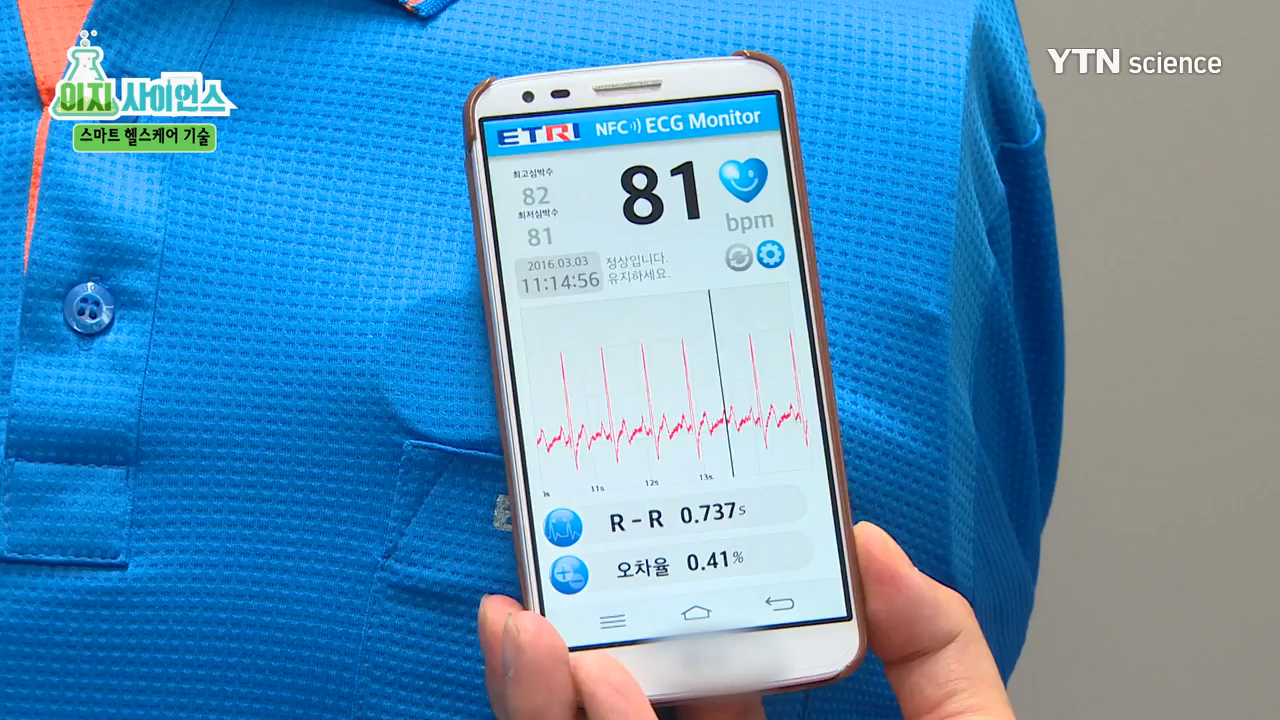 이지 사이언스
스마트 헬스케어 기술
YTN science
ETRI NFC ECG Monitor
최고심박수
82
최저심박수
81
81
bpm
2016.03.03
11:14:56
정상입니다.
유지하세요.
11s 12s 13s
R-R 0.737s
오차율 0.41%